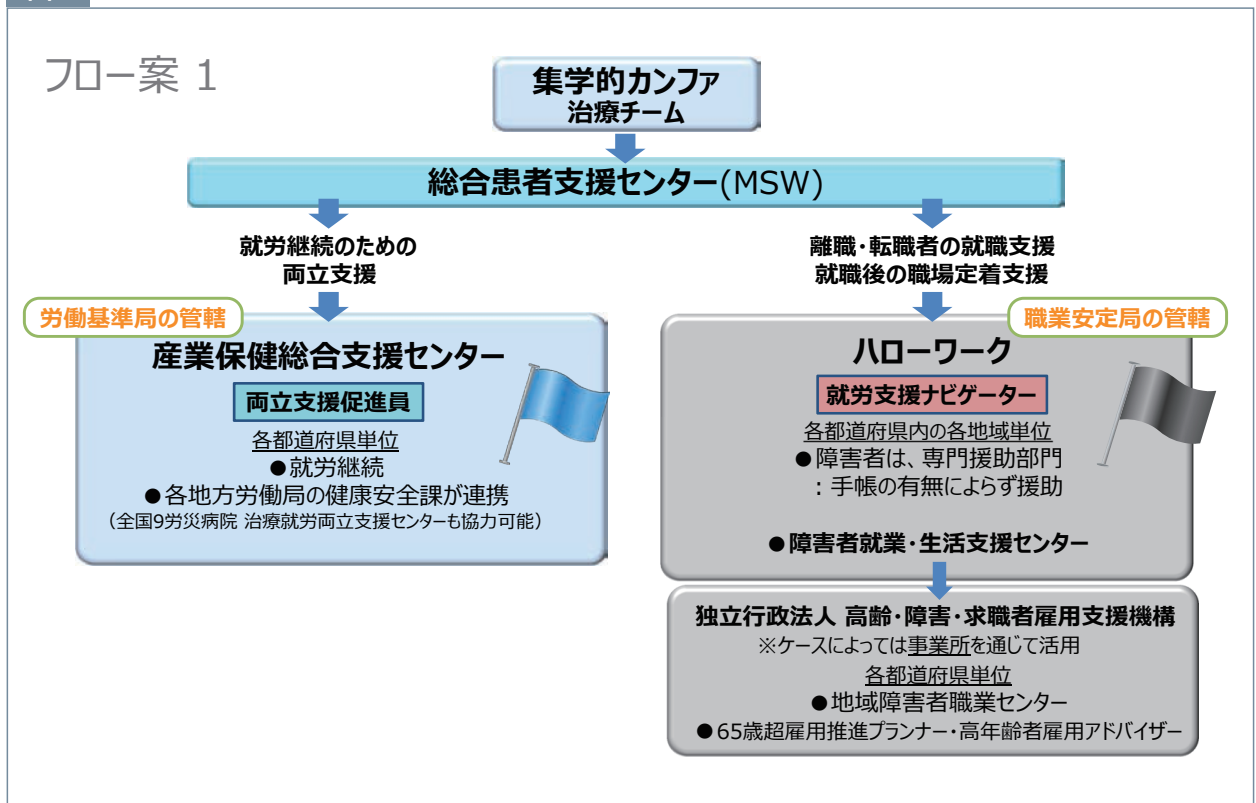 フロー案 1
集学的カンファ
治療チーム
総合患者支援センター(MSW)
就労継続のための
両立支援
離職・転職者の就職支援
就職後の職場定着支援
労働基準局の管轄
産業保健総合支援センター
両立支援促進員
各都道府県単位
●就労継続
●各地方労働局の健康安全課が連携
（全国9労災病院 治療就労両立支援センターも協力可能）
職業安定局の管轄
ハローワーク
就労支援ナビゲーター
各都道府県内の各地域単位
●障害者は、専門援助部門
：手帳の有無によらず援助
●障害者就業・生活支援センター
独立行政法人 高齢・障害・求職者雇用支援機構
※ケースによっては事業所を通じて活用
各都道府県単位
●地域障害者職業センター
●65歳超雇用推進プランナー・高年齢者雇用アドバイザー